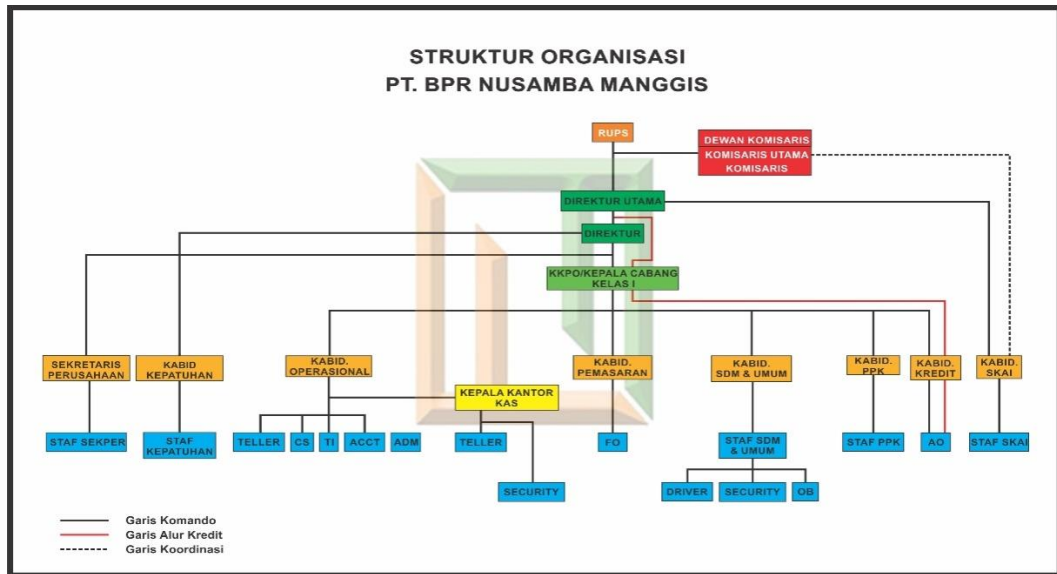 STRUKTUR ORGANISASI
PT. BPR NUSAMBA MANGGIS
RUPS
DEWAN KOMISARIS
KOMISARIS UTAMA
KOMISARIS
DIREKTUR UTAMA
DIREKTUR
KKPO/KEPALA CABANG
KELAS I
SEKRETARIS
PERUSAHAAN
KABID
KEPATUHAN
KABID.
OPERASIONAL
KABID.
PEMASARAN
KABID.
SDM & UMUM
KABID.
PPK
KABID.
KREDIT
KABID.
SKAI
KEPALA KANTOR
KAS
STAF SEKPER
STAF
KEPATUHAN
TELLER
CS
TI
ACCT
ADM
TELLER
FO
STAF SDM
& UMUM
STAF PPK
AO
STAF SKAI
SECURITY
DRIVER
SECURITY
OB
Garis Komando
Garis Alur Kredit
Garis Koordinasi